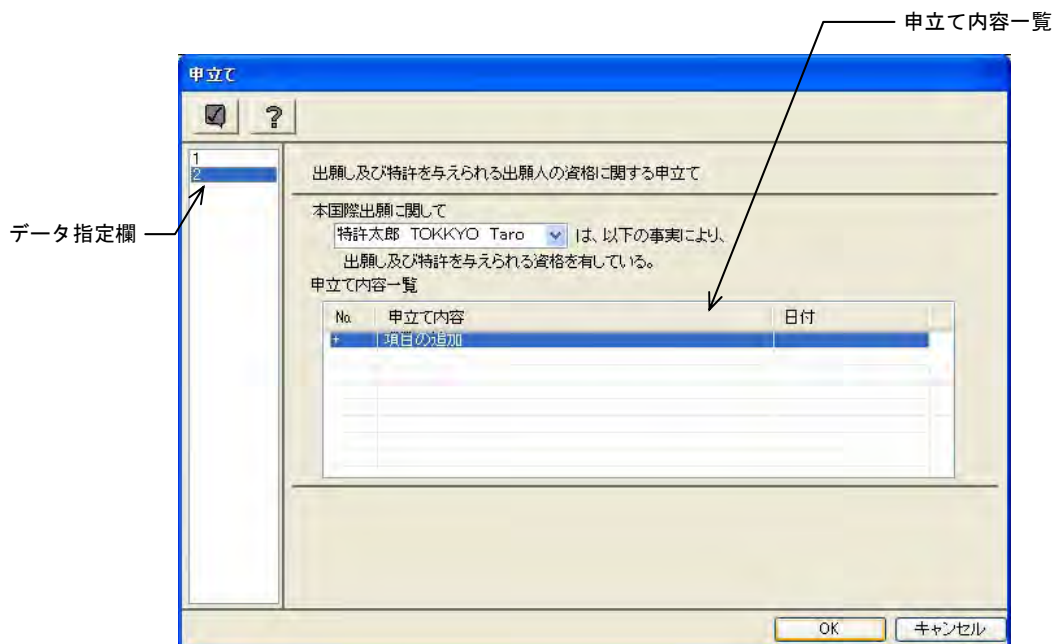 申立て内容一覧
申立て
?
1
2
データ指定欄
出願し及び特許を与えられる出願人の資格に関する申立て
本国際出願に関して
特許太郎 TOKKYO Taro は、以下の事実により、
出願し及び特許を与えられる資格を有している。
申立て内容一覧
No. 申立て内容 日付
+ 項目の追加
OK キャンセル